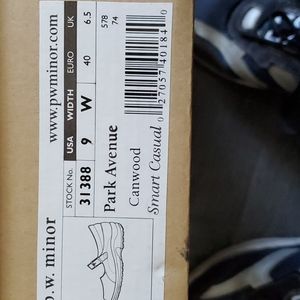 www.pwminor.com
p.w. minor
STOCK No. USA WIDTH EURO UK
31388 9 W 40 6.5
578
74
Park Avenue
Canwood
Smart Casual
0 27057 40184 0